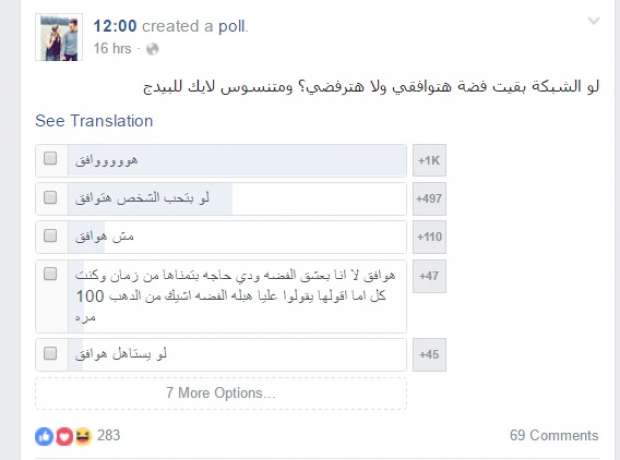 12:00 created a poll.
16 hrs ·
لو الشبكة بقيت فضة هتوافقي ولا هترفضي؟ ومتنسوس لايك للبيدج
See Translation
هوووووافق
+1K
لو بتحب الشخص هتوافق
+497
مش هوافق
+110
هوافق لا انا بعشق الفضه ودي حاجه بتمناها من زمان وكنت
كل اما اقولها يقولوا عليا هبله الفضه اشيك من الدهب 100
مره
+47
لو يستاهل هوافق
+45
7 More Options...
283
69 Comments